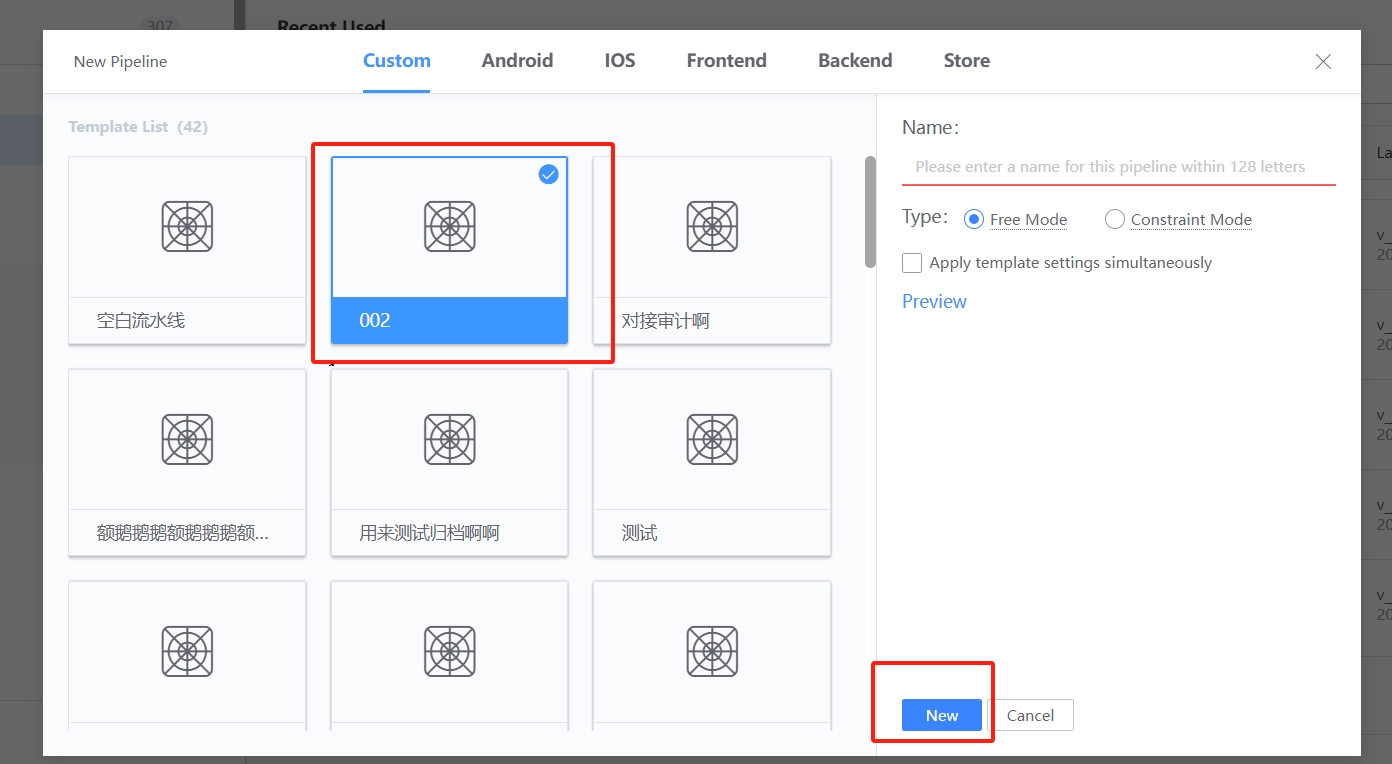 307
Recent Used
New Pipeline
Custom
Android
IOS
Frontend
Backend
Store
Template List (42)
空白流水线
002
对接审计啊
额鹅鹅鹅额鹅鹅鹅额...
用来测试归档啊啊
测试
Name:
Please enter a name for this pipeline within 128 letters
Type:
Free Mode
Constraint Mode
Apply template settings simultaneously
Preview
New
Cancel
La
v_
20
v_
20
v_
20
v_
20
v_
20